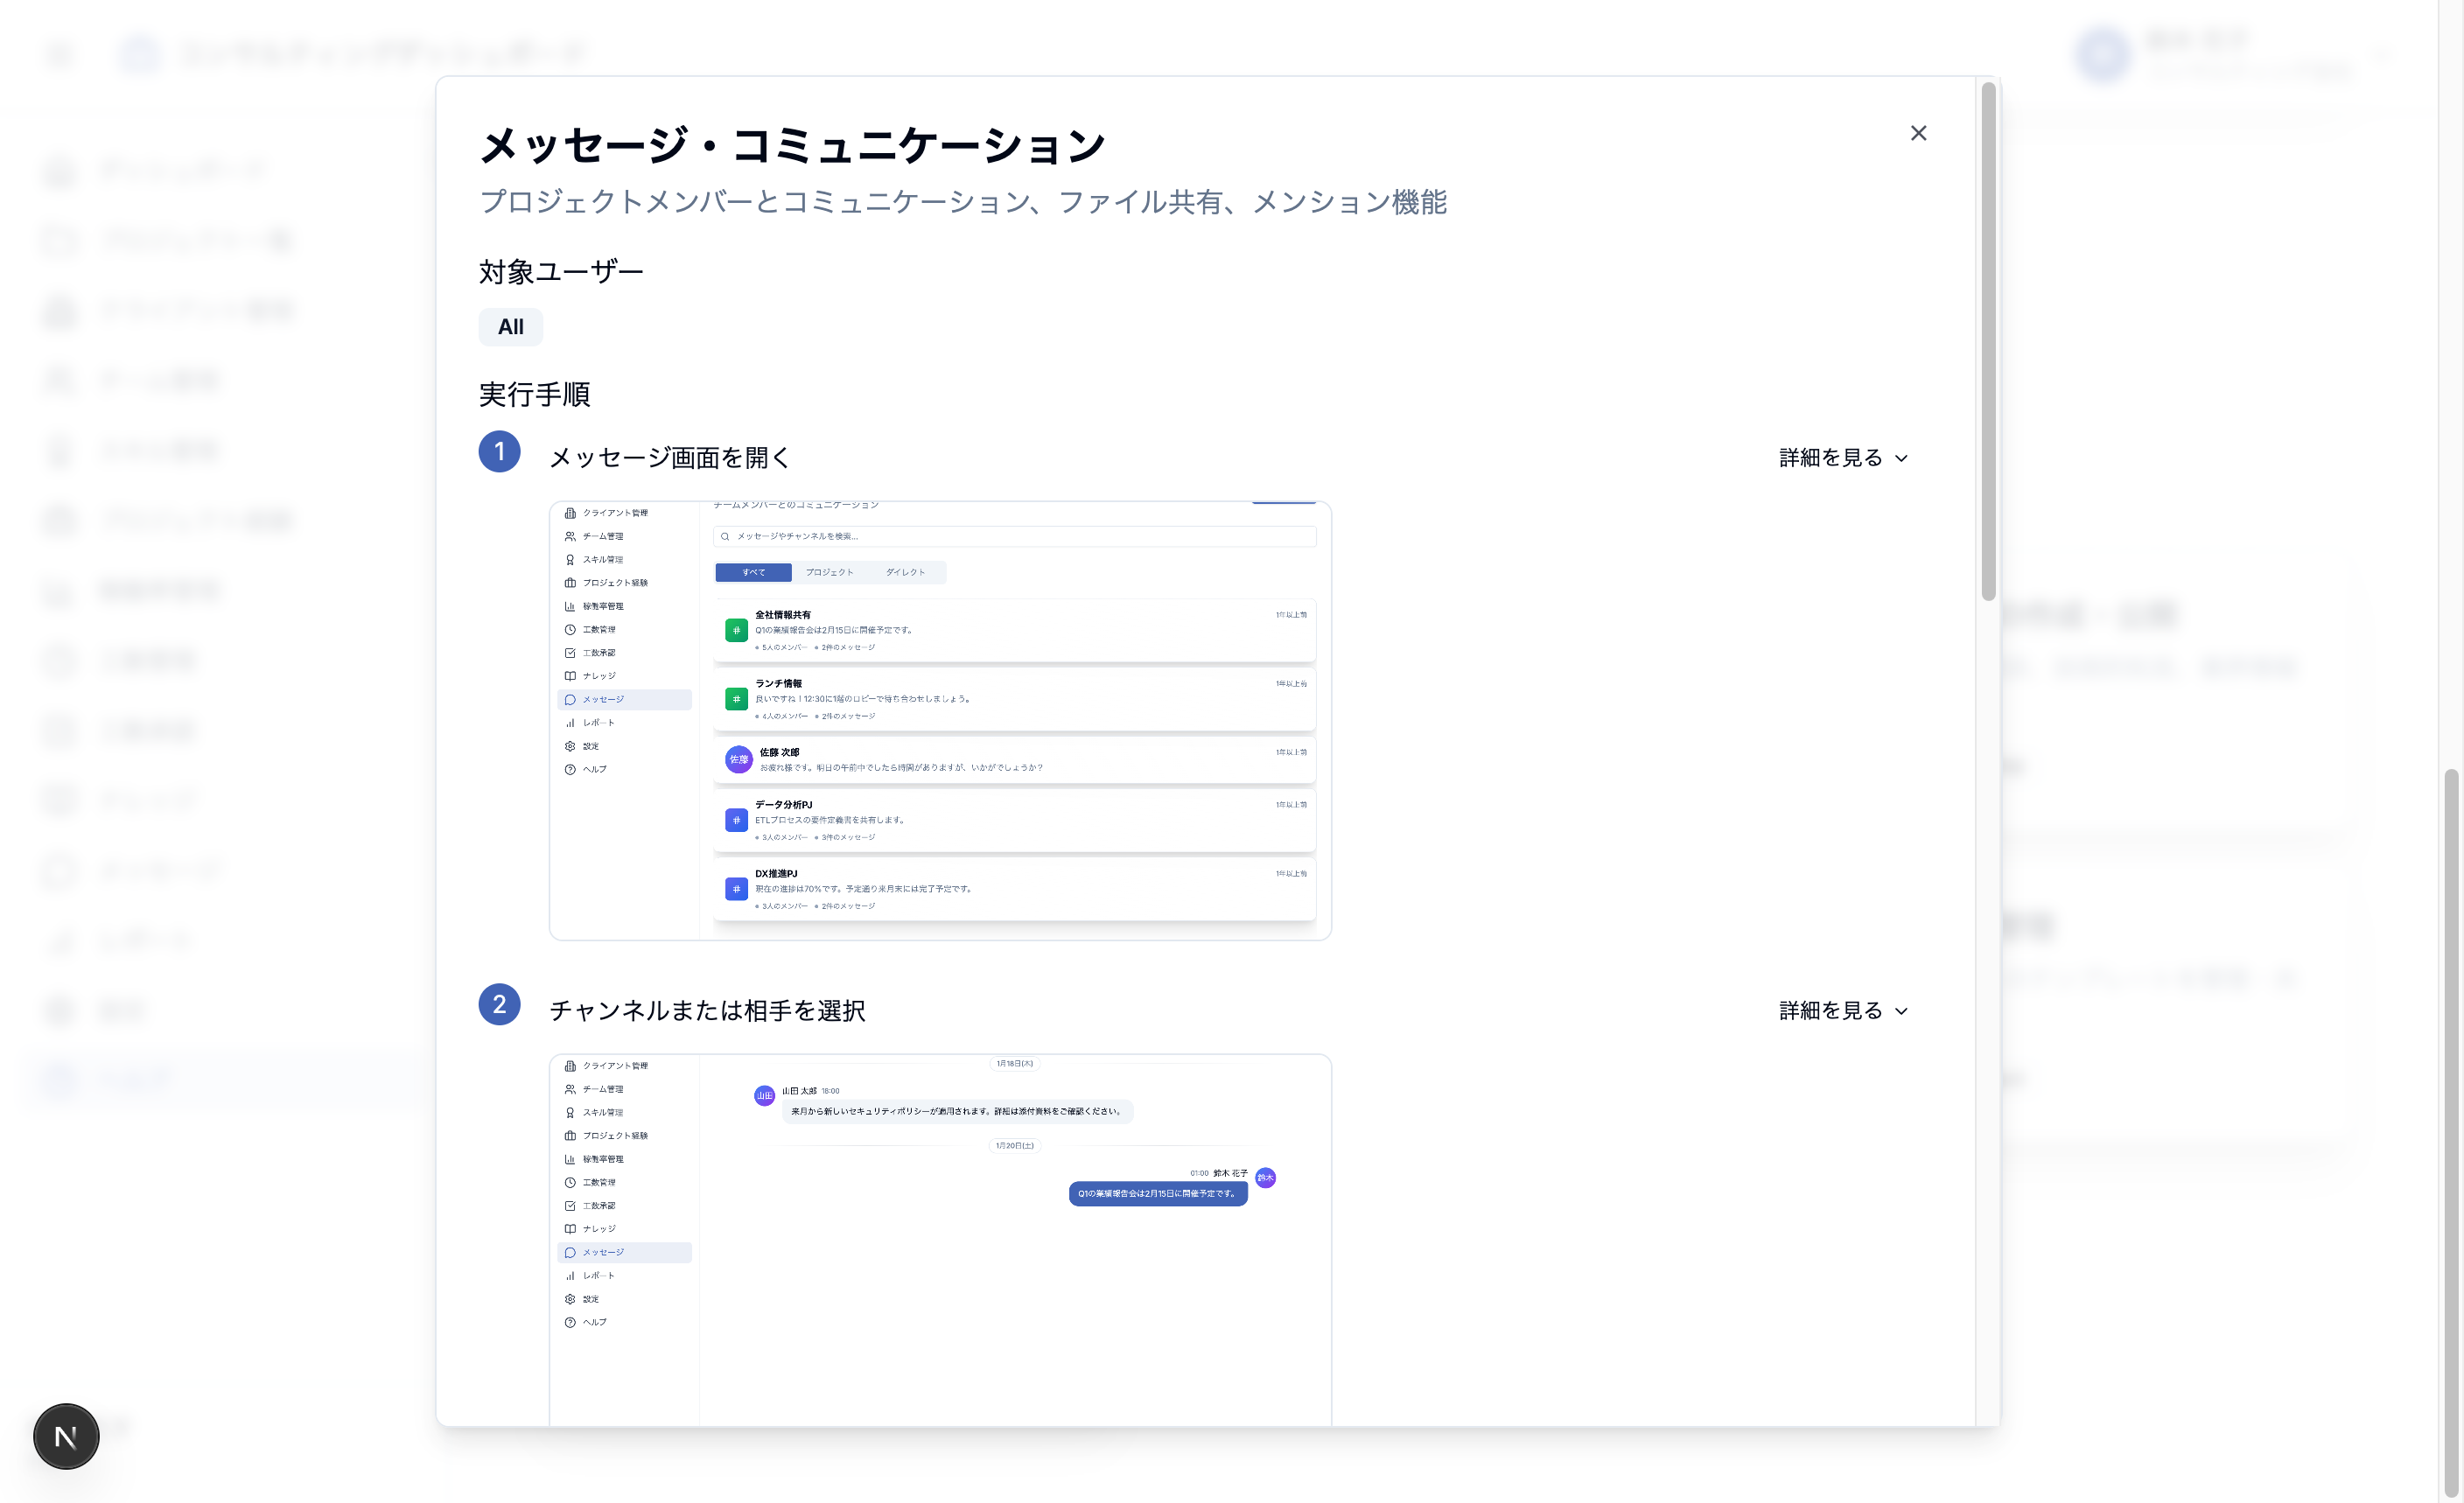 メッセージ・コミュニケーション
プロジェクトメンバーとコミュニケーション、ファイル共有、メンション機能
対象ユーザー
All
実行手順
1 メッセージ画面を開く 詳細を見る
チームメンバーとのコミュニケーション
クライアント管理
チーム管理
スキル管理
プロジェクト経験
稼働率管理
工数管理
工数承認
ナレッジ
メッセージ
レポート
設定
ヘルプ
メッセージやチャンネルを検索...
すべて プロジェクト ダイレクト
全社情報共有 1年以上前
# Q1の業績報告会は2月15日に開催予定です。
5人のメンバー 2件のメッセージ
ランチ情報 1年以上前
# 良いですね！12:30に1階のロビーで待ち合わせしましょう。
4人のメンバー 2件のメッセージ
佐藤 佐藤 次郎 1年以上前
お疲れ様です。明日の午前中でしたら時間がありますが、いかがでしょうか？
データ分析PJ 1年以上前
# ETLプロセスの要件定義書を共有します。
3人のメンバー 3件のメッセージ
DX推進PJ 1年以上前
# 現在の進捗は70%です。予定通り来月末には完了予定です。
3人のメンバー 2件のメッセージ
2 チャンネルまたは相手を選択 詳細を見る
クライアント管理
チーム管理
スキル管理
プロジェクト経験
稼働率管理
工数管理
工数承認
ナレッジ
メッセージ
レポート
設定
ヘルプ
1月18日(木)
山田 山田 太郎 18:00
来月から新しいセキュリティポリシーが適用されます。詳細は添付資料をご確認ください。
1月20日(土)
01:00 鈴木 花子 鈴木
Q1の業績報告会は2月15日に開催予定です。
N